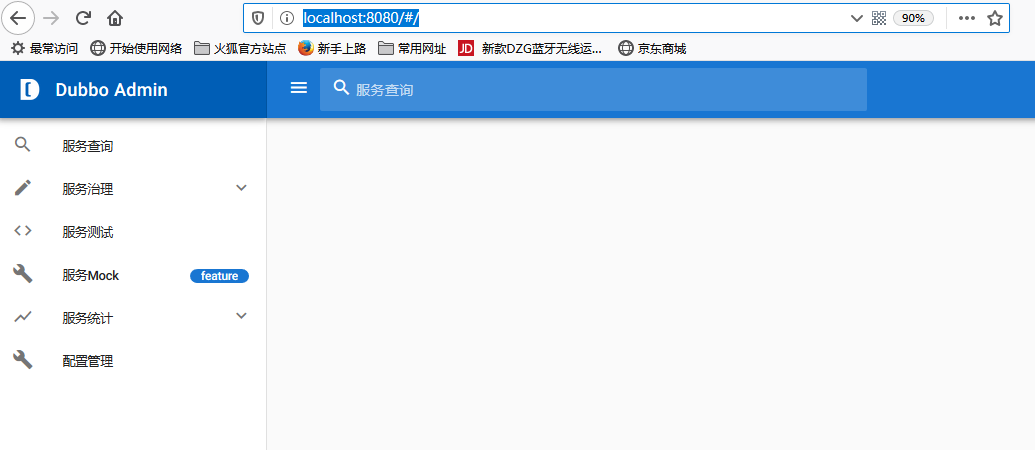 localhost:8080/#/
90%
最常访问 开始使用网络 火狐官方站点 新手上路 常用网址 JD 新款DZG蓝牙无线运... 京东商城
D Dubbo Admin 服务查询
服务查询
服务治理
服务测试
服务Mock feature
服务统计
配置管理